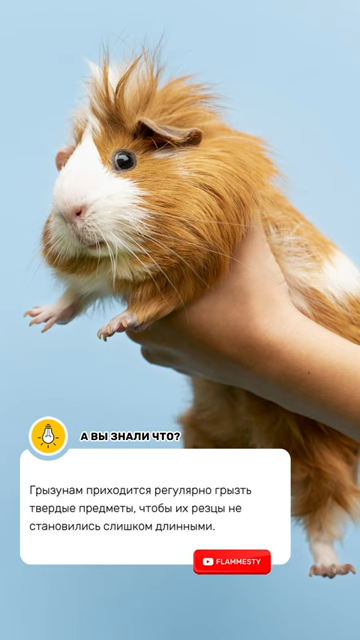 А ВЫ ЗНАЛИ ЧТО?
Грызунам приходится регулярно грызть
твердые предметы, чтобы их резцы не
становились слишком длинными.
FLAMMESTY